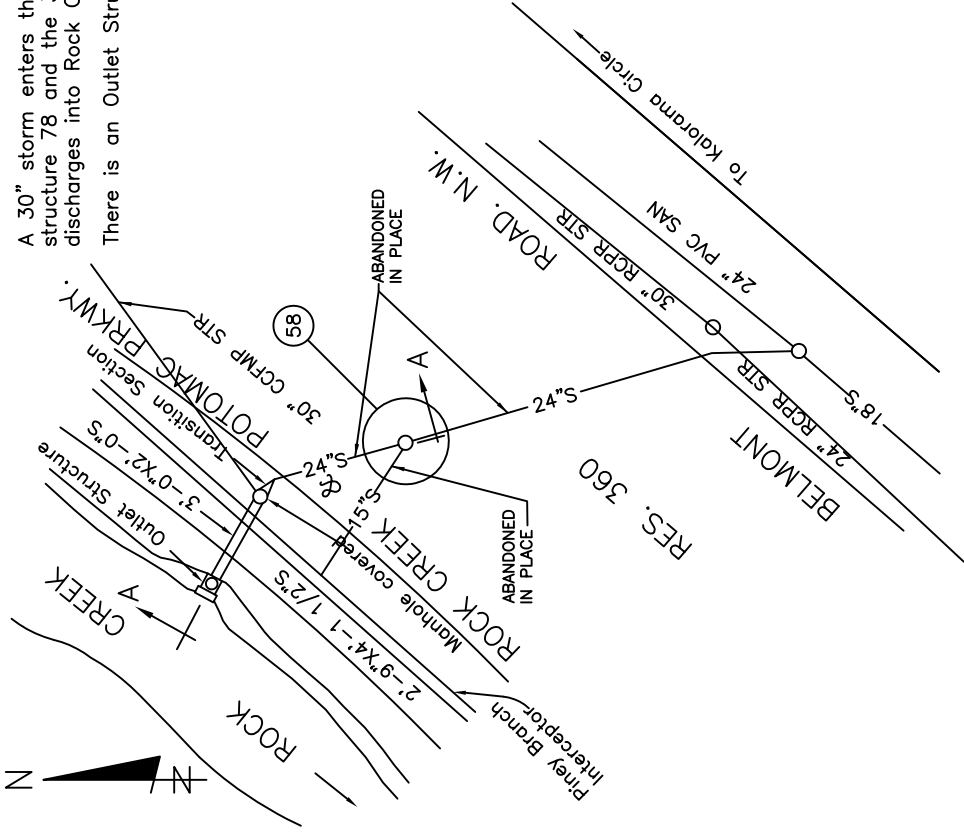 A 30" storm enters th
structure 78 and the
discharges into Rock
There is an Outlet Stru
ABANDONED
IN PLACE
58
A
To Kalorama Circle
ROAD. N.W.
30" RCPR STR
24" PVC SAN
24" RCPR STR
18"S
BELMONT
RES. 360
24"S
24"S
15"S
30" CCFMP STR
POTOMAC PRKWY.
&
ROCK CREEK
Transition Section
3'-0"X2'-0"S
Outlet Structure
Manhole covered
2'-9"X4'-1 1/2"S
Piney Branch
Interceptor
ABANDONED
IN PLACE
CREEK
A
ROCK
N
N